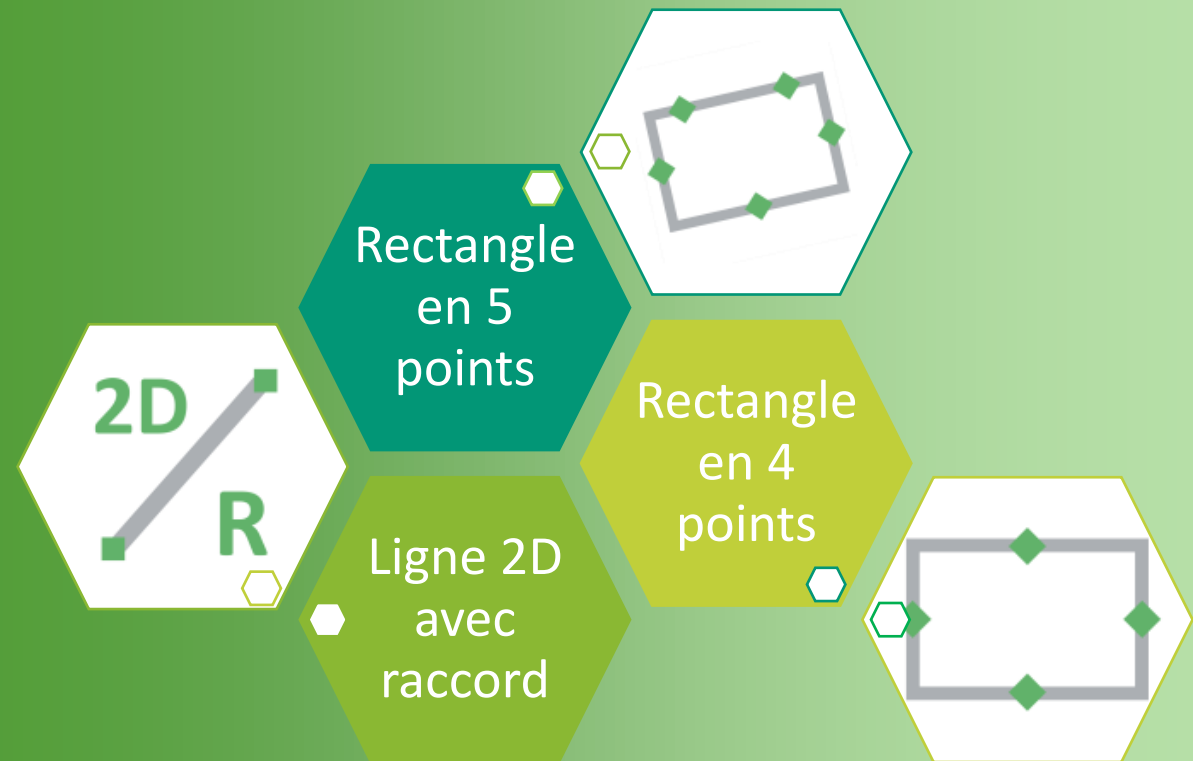 Rectangle
en 5
points
Rectangle
en 4
points
2D
R
Ligne 2D
avec
raccord